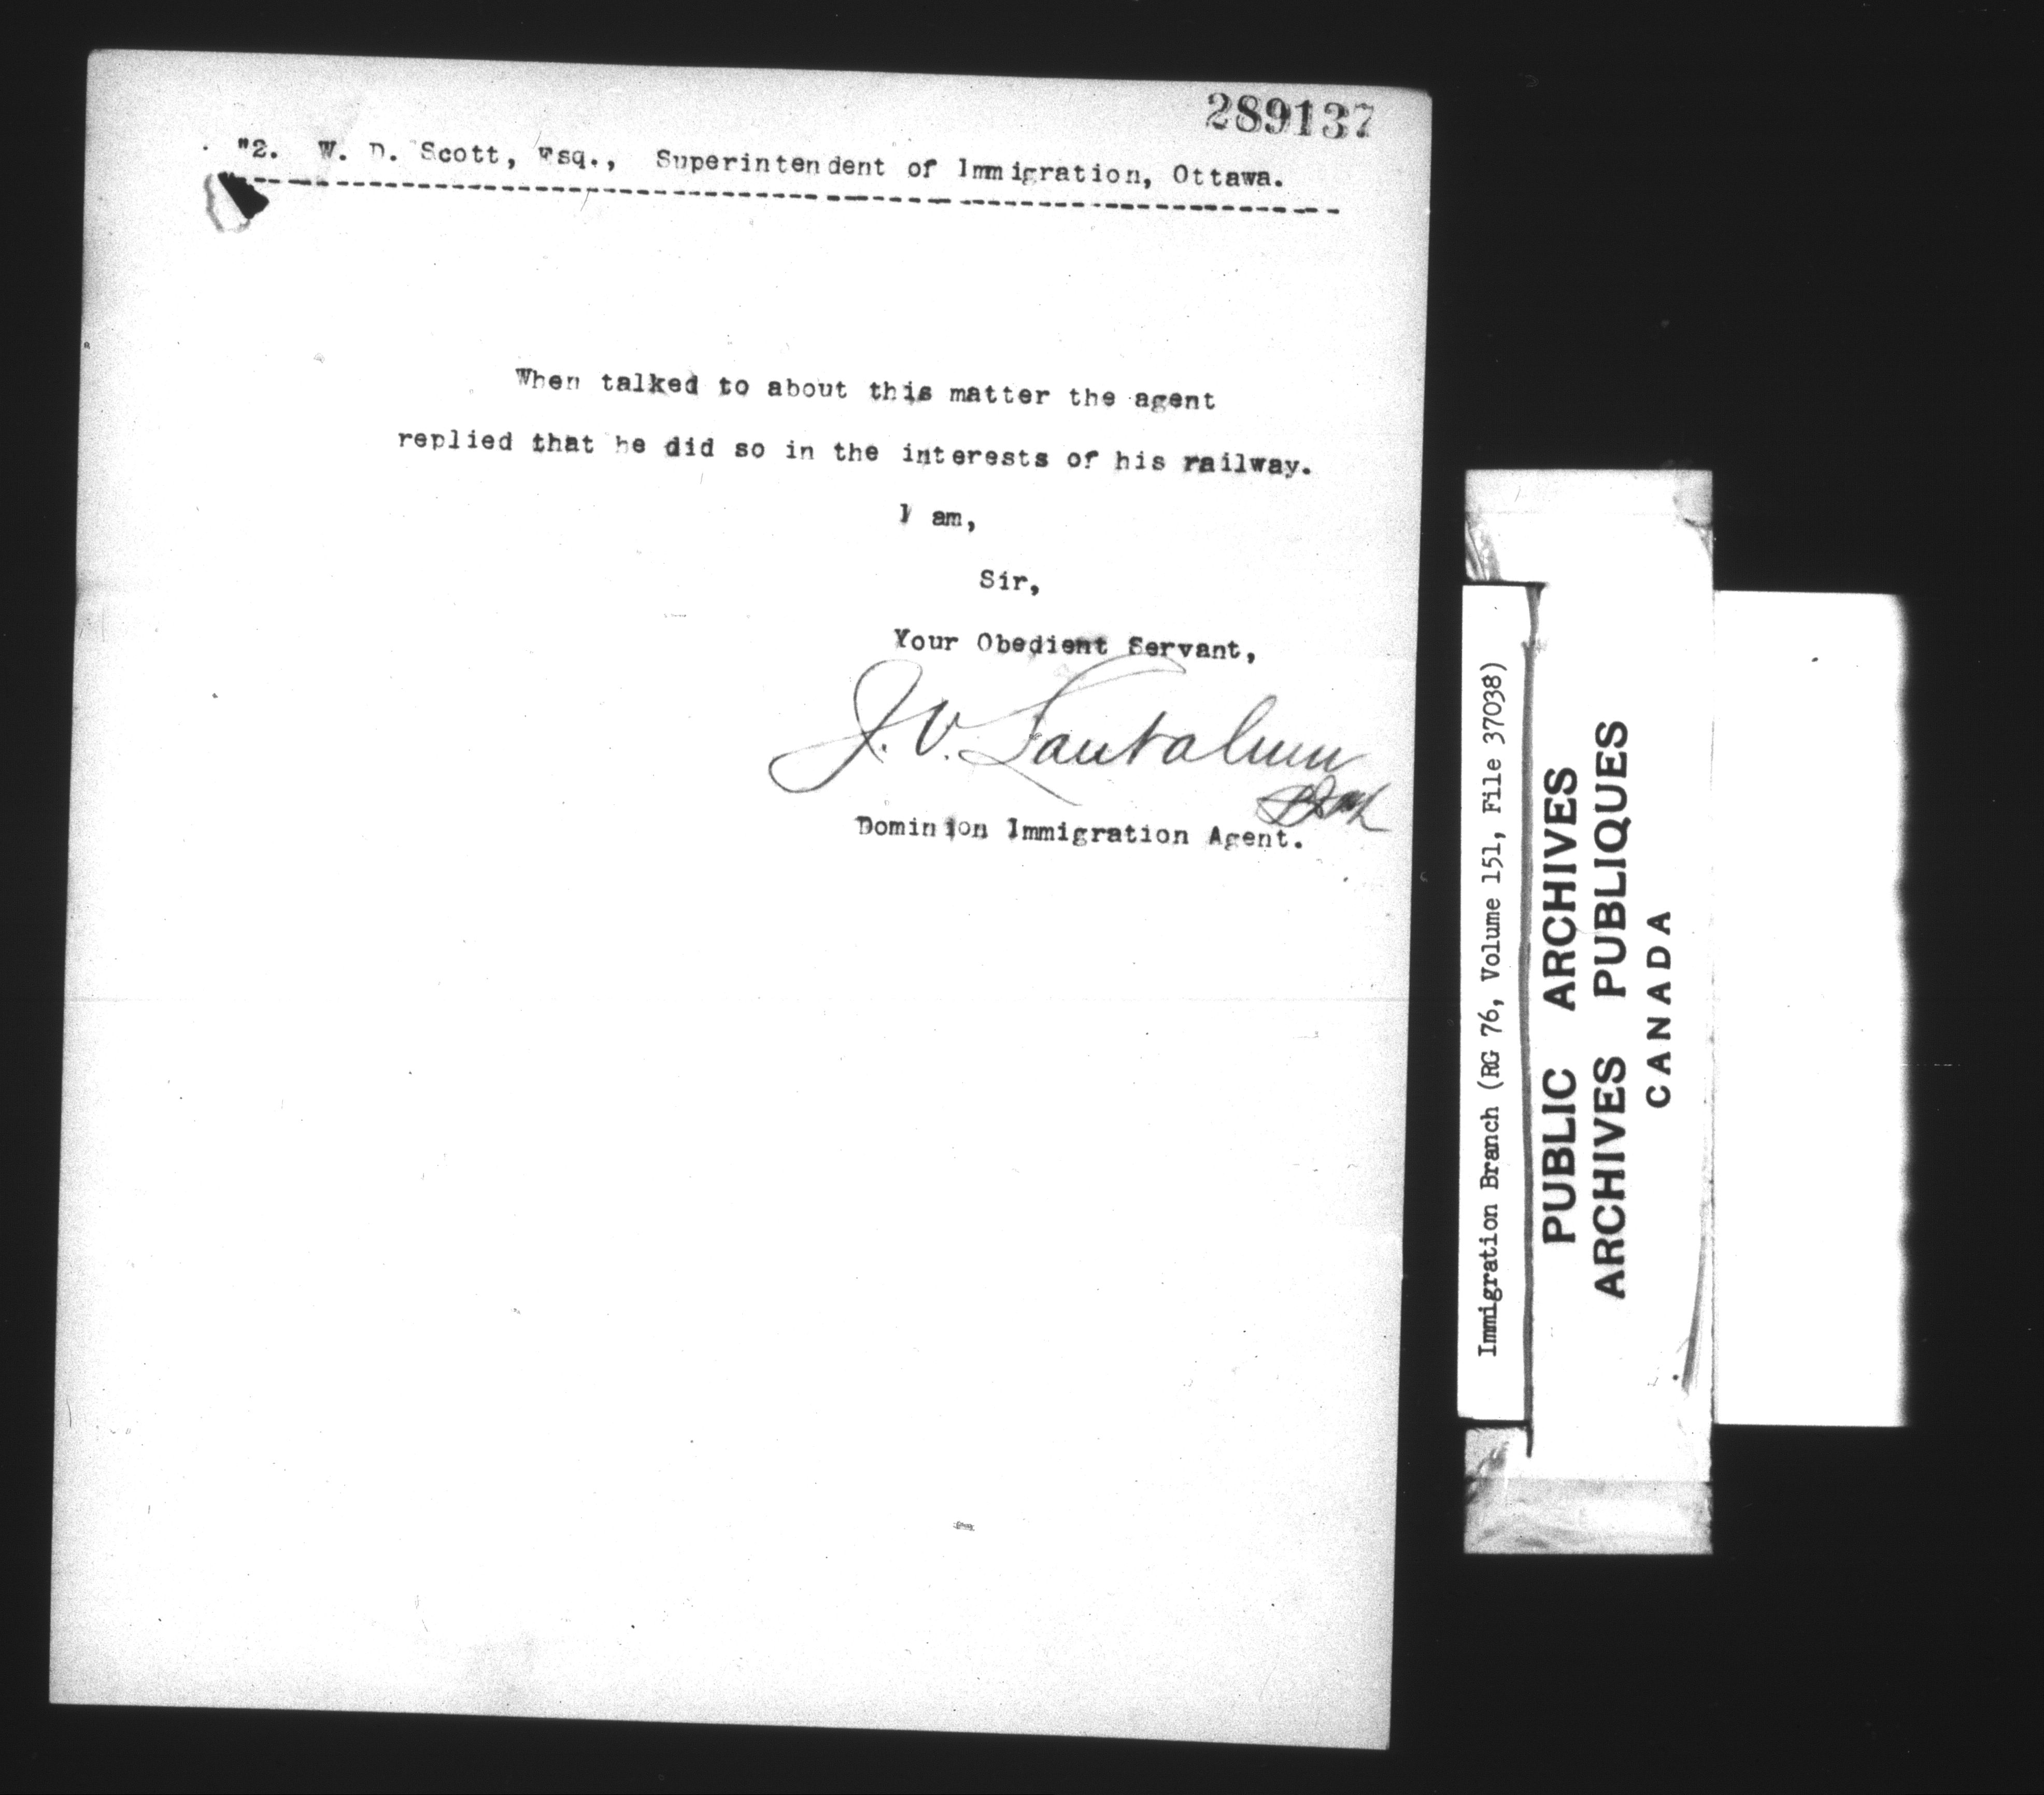 289137
"2. W. D. Scott, Esq., Superintendent of Immigration, Ottawa.
When talked to about this matter the agent
replied that he did so in the interests of his railway.
I am,
Sir,
Your Obedient Servant,
J. V. Lantalum
Dominion Immigration Agent.
Immigration Branch (RG 76, Volume 151, File 37038)
PUBLIC ARCHIVES
ARCHIVES PUBLIQUES
CANADA